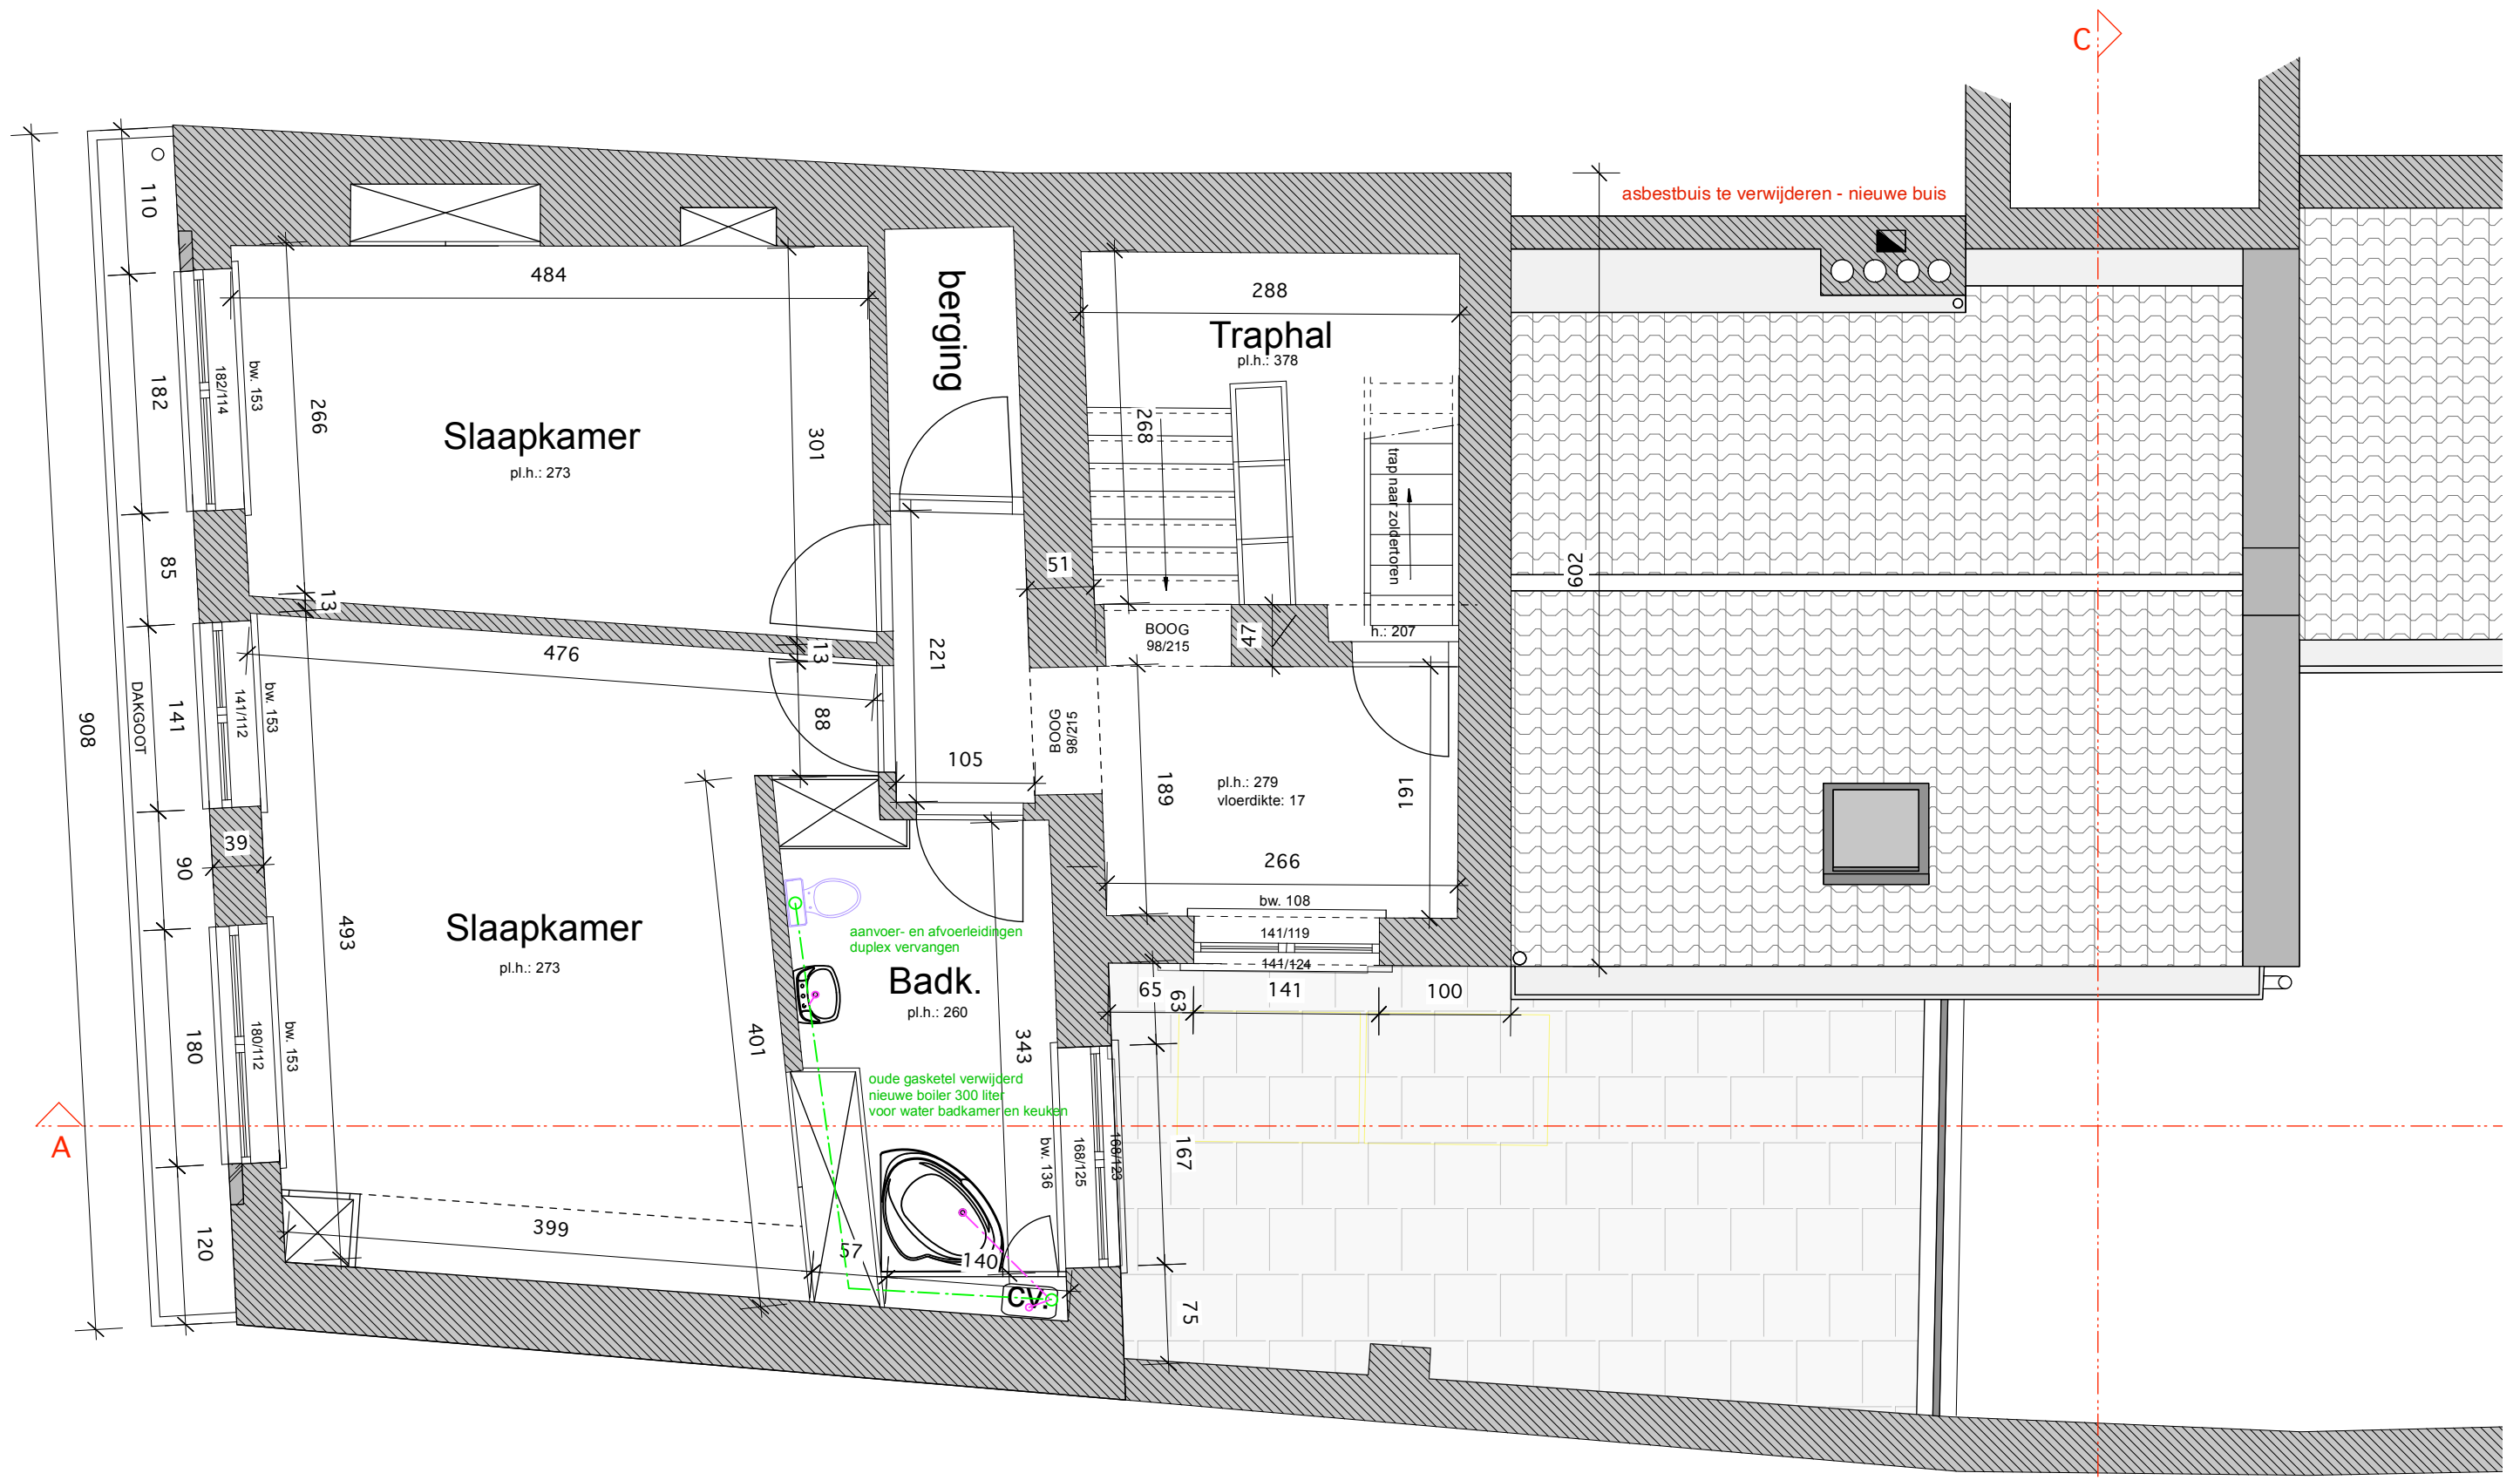 C
asbestbuis te verwijderen - nieuwe buis
110
484
288
berging
Traphal
pl.h.: 378
182
182/114
bw. 153
266
Slaapkamer
pl.h.: 273
301
268
trap naar zoldertoren
602
85
51
13
BOOG
98/215
47
h.: 207
476
13
221
908
DAKGOOT
141
141/112
bw. 153
88
BOOG
98/215
105
189
pl.h.: 279
vloerdikte: 17
191
39
90
266
bw. 108
493
Slaapkamer
pl.h.: 273
aanvoer- en afvoerleidingen
duplex vervangen
141/119
141/124
Badk.
pl.h.: 260
65
63
141
100
180
180/112
bw. 153
401
343
oude gasketel verwijderd
nieuwe boiler 300 liter
voor water badkamer en keuken
A
bw. 136
168/125
168/123
167
120
399
57
140
CV.
75